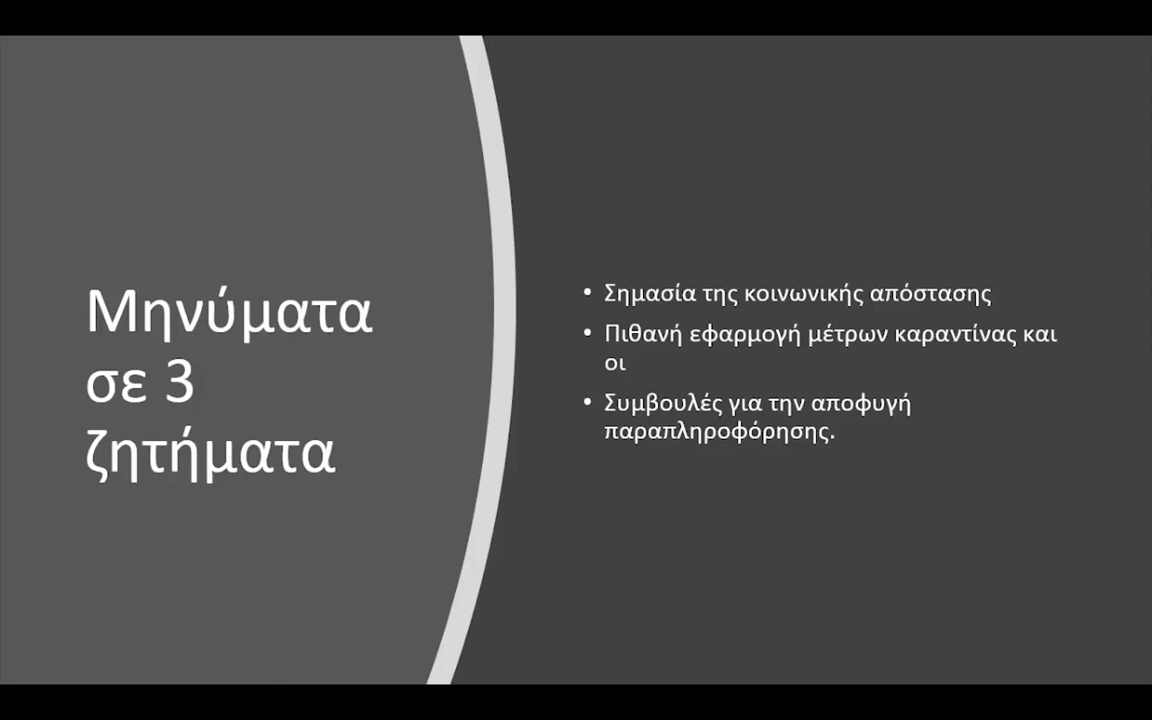 Μηνύματα
σε 3
ζητήματα
• Σημασία της κοινωνικής απόστασης
• Πιθανή εφαρμογή μέτρων καραντίνας και
οι
• Συμβουλές για την αποφυγή
παραπληροφόρησης.